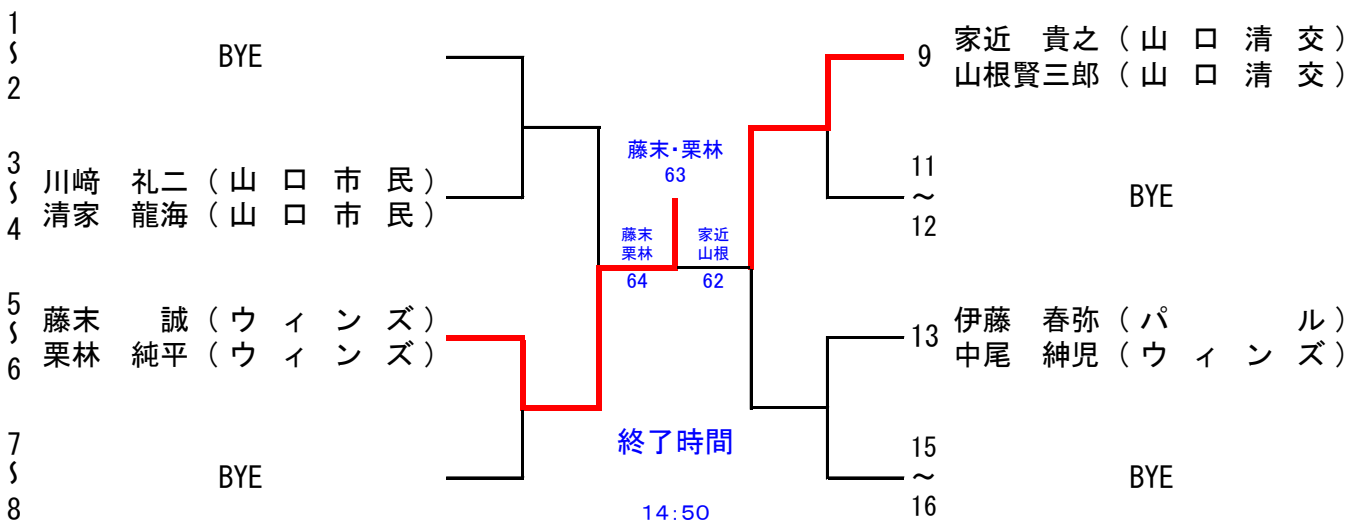 1
〜
2
BYE
3
〜
4
川﨑　礼二（山口市民）
清家　龍海（山口市民）
5
〜
6
藤末　　誠（ウィンズ）
栗林　純平（ウィンズ）
7
〜
8
BYE
藤末・栗林
63
藤末
栗林
64
家近
山根
62
終了時間
14:50
9
家近　貴之（山口清交）
山根賢三郎（山口清交）
11
～
12
BYE
13
伊藤　春弥（パル）
中尾　紳児（ウィンズ）
15
～
16
BYE